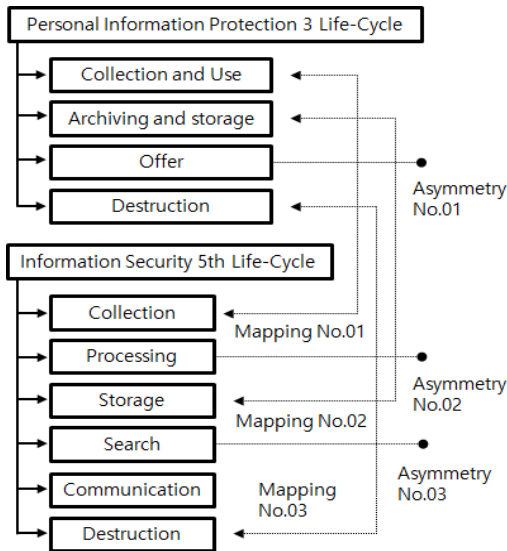 Personal Information Protection 3 Life-Cycle
Collection and Use
Archiving and storage
Offer
Asymmetry
No.01
Destruction
Information Security 5th Life-Cycle
Collection
Mapping No.01
Processing
Asymmetry
No.02
Storage
Mapping No.02
Search
Asymmetry
No.03
Communication
Mapping
No.03
Destruction